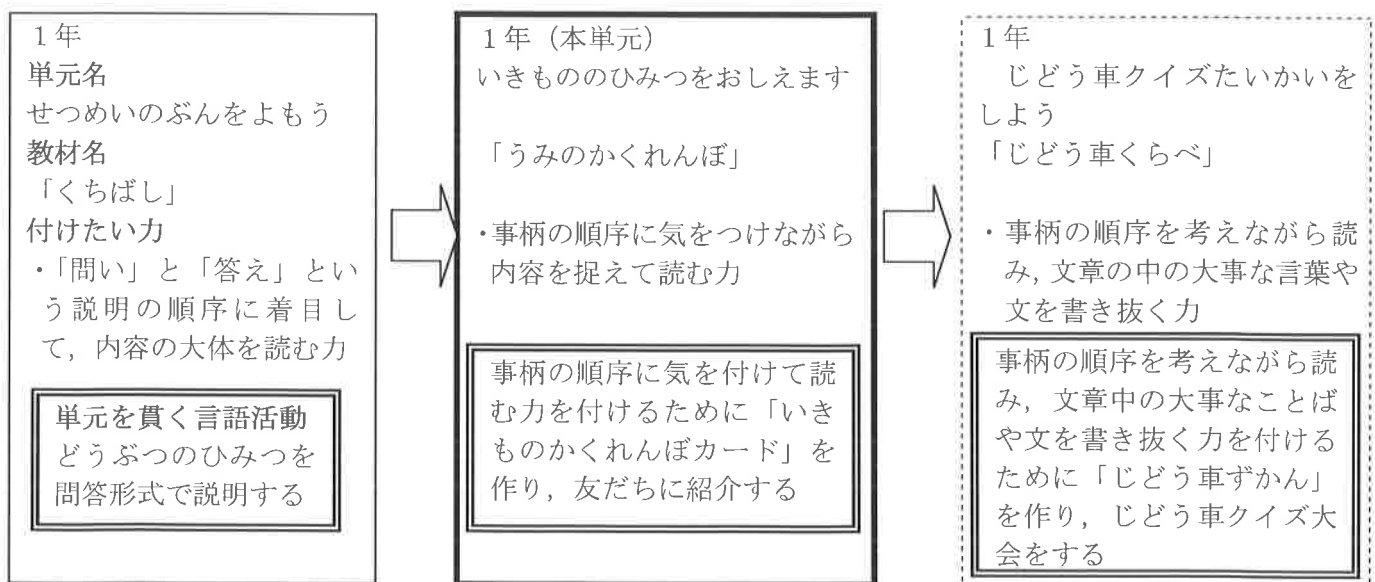 １年
単元名
せつめいのぶんをよもう
教材名
「くちばし」
付けたい力
・「問い」と「答え」とい
う説明の順序に着目し
て，内容の大体を読む力
単元を貫く言語活動
どうぶつのひみつを
問答形式で説明する
１年（本単元）
いきもののひみつをおしえます
「うみのかくれんぼ」
・事柄の順序に気をつけながら
内容を捉えて読む力
事柄の順序に気を付けて読
む力を付けるために「いき
ものかくれんぼカード」を
作り，友だちに紹介する
１年
じどう車クイズたいかいを
しよう
「じどう車くらべ」
・事柄の順序を考えながら読
み，文章の中の大事な言葉や
文を書き抜く力
事柄の順序を考えながら読
み，文章中の大事なことば
や文を書き抜く力を付ける
ために「じどう車ずかん」
を作り，じどう車クイズ大
会をする